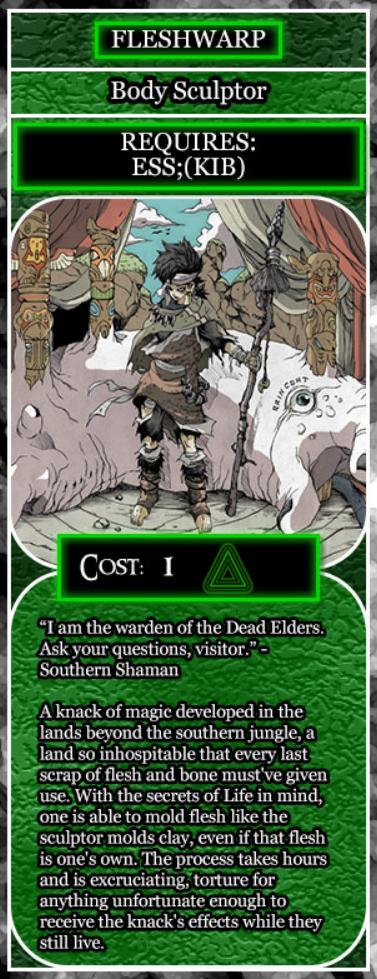 FLESHWARP
Body Sculptor
REQUIRES:
ESS;(KIB)
RAIN COAT
COST: 1
“I am the warden of the Dead Elders.
Ask your questions, visitor.” -
Southern Shaman
A knack of magic developed in the
lands beyond the southern jungle, a
land so inhospitable that every last
scrap of flesh and bone must've given
use. With the secrets of Life in mind,
one is able to mold flesh like the
sculptor molds clay, even if that flesh
is one's own. The process takes hours
and is excruciating, torture for
anything unfortunate enough to
receive the knack's effects while they
still live.